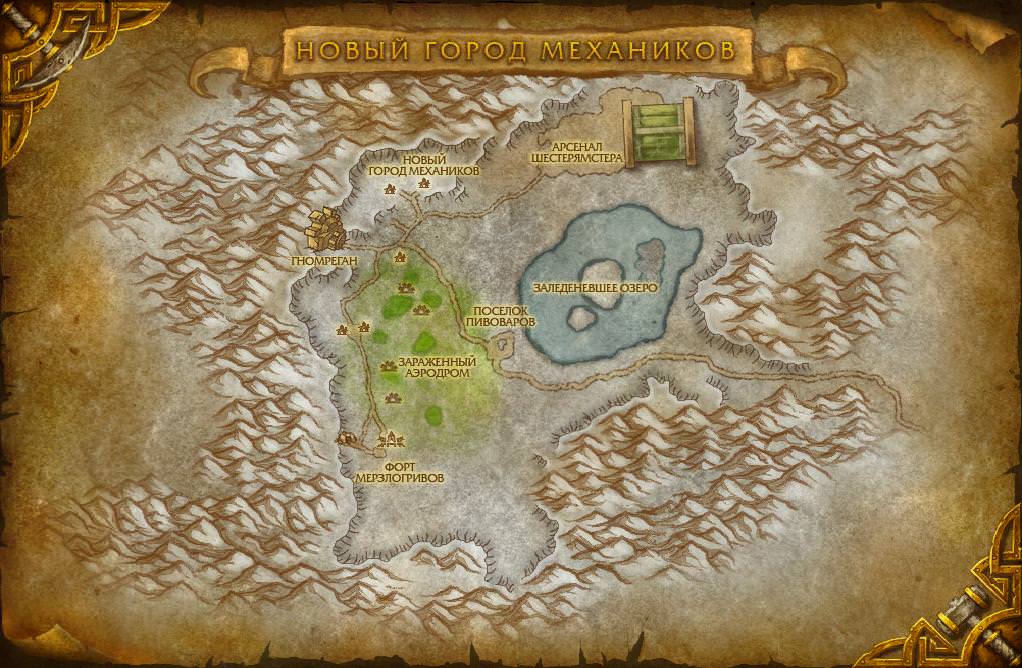 НОВЫЙ ГОРОД МЕХАНИКОВ
АРСЕНАЛ
ШЕСТЕРЯМСТЕРА
НОВЫЙ
ГОРОД МЕХАНИКОВ
ГНОМРЕГАН
ЗАЛЕДЕНЕВШЕЕ ОЗЕРО
ПОСЕЛОК
ПИВОВАРОВ
ЗАРАЖЕННЫЙ
АЭРОДРОМ
ФОРТ
МЕРЗЛОГРИВОВ